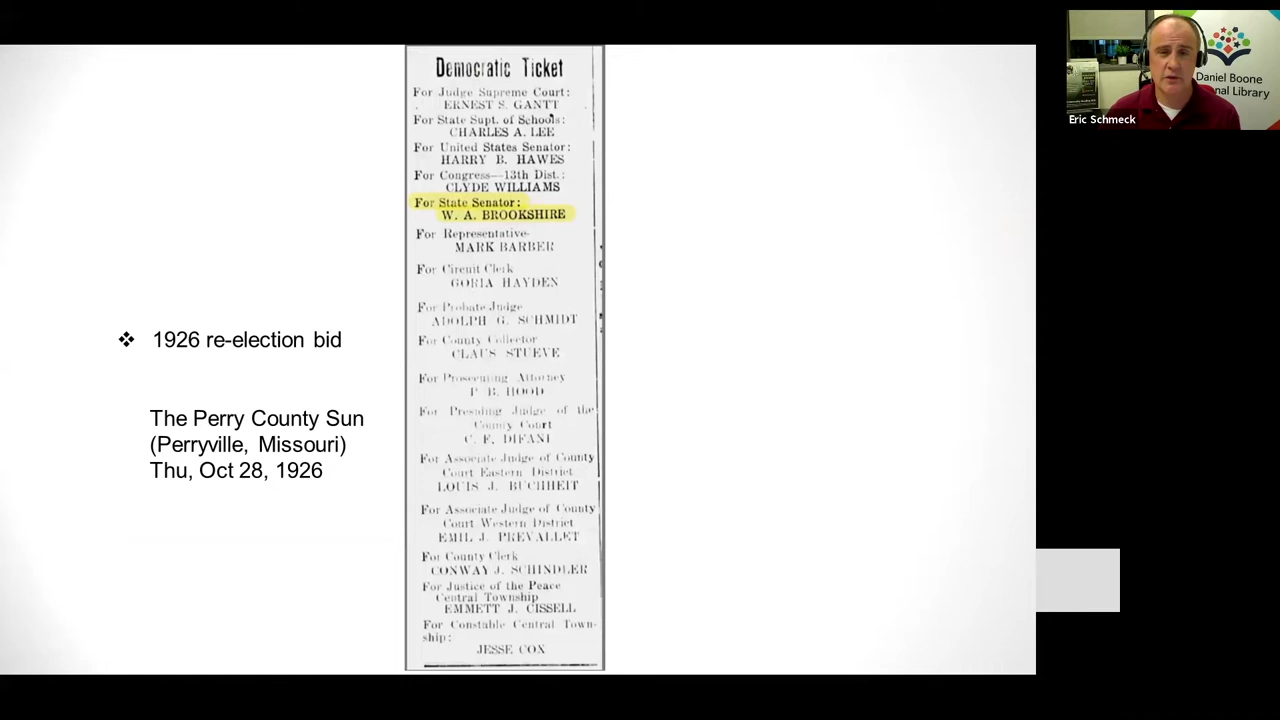 Democratic Ticket
For Judge Supreme Court:
ERNEST S. GANTT
For State Supt. of Schools:
CHARLES A. LEE
For United States Senator:
HARRY B. HAWES
For Congress—13th Dist.:
CLYDE WILLIAMS
For State Senator:
W. A. BROOKSHIRE
For Representative-
MARK BARBER
For Circuit Clerk
GORIA HAYDEN
For Probate Judge
ADOLPH G. SCHMIDT
For County Collector
CLAUS STUEVE
For Prosecuting Attorney
P. B. HOOD
For Presiding Judge of the
County Court
C. F. DIFANI
For Associate Judge of County
Court Eastern District
LOUIS J. BUCHHEIT
For Associate Judge of County
Court Western District
EMIL J. PREVALLET
For County Clerk
CONWAY J. SCHINDLER
For Justice of the Peace
Central Township
EMMETT J. CISSELL
For Constable Central Town-
ship:
JESSE COX
❖ 1926 re-election bid
The Perry County Sun
(Perryville, Missouri)
Thu, Oct 28, 1926
Daniel Boone
onal Library
Eric Schmeck